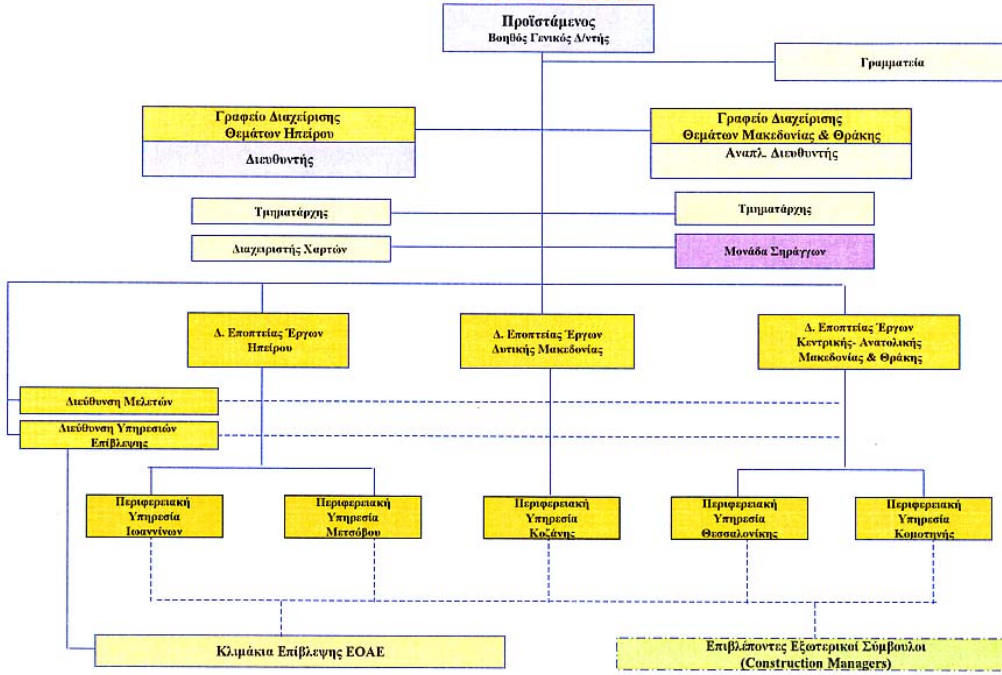 Προϊστάμενος
Βοηθός Γενικός Δ/ντής
Γραμματεία
Γραφείο Διαχείρισης
Θεμάτων Ηπείρου
Διευθυντής
Γραφείο Διαχείρισης
Θεμάτων Μακεδονίας & Θράκης
Αναπλ. Διευθυντής
Τμηματάρχης
Τμηματάρχης
Διαχειριστής Χαρτών
Μονάδα Σηράγγων
Δ. Εποπτείας Έργων
Ηπείρου
Δ. Εποπτείας Έργων
Δυτικής Μακεδονίας
Δ. Εποπτείας Έργων
Κεντρικής- Ανατολικής
Μακεδονίας & Θράκης
Διεύθυνση Μελετών
Διεύθυνση Υπηρεσιών
Επίβλεψης
Περιφερειακή
Υπηρεσία
Ιωαννίνων
Περιφερειακή
Υπηρεσία
Μετσόβου
Περιφερειακή
Υπηρεσία
Κοζάνης
Περιφερειακή
Υπηρεσία
Θεσσαλονίκης
Περιφερειακή
Υπηρεσία
Κομοτηνής
Κλιμάκια Επίβλεψης ΕΟΑΕ
Επιβλέποντες Εξωτερικοί Σύμβουλοι
(Construction Managers)